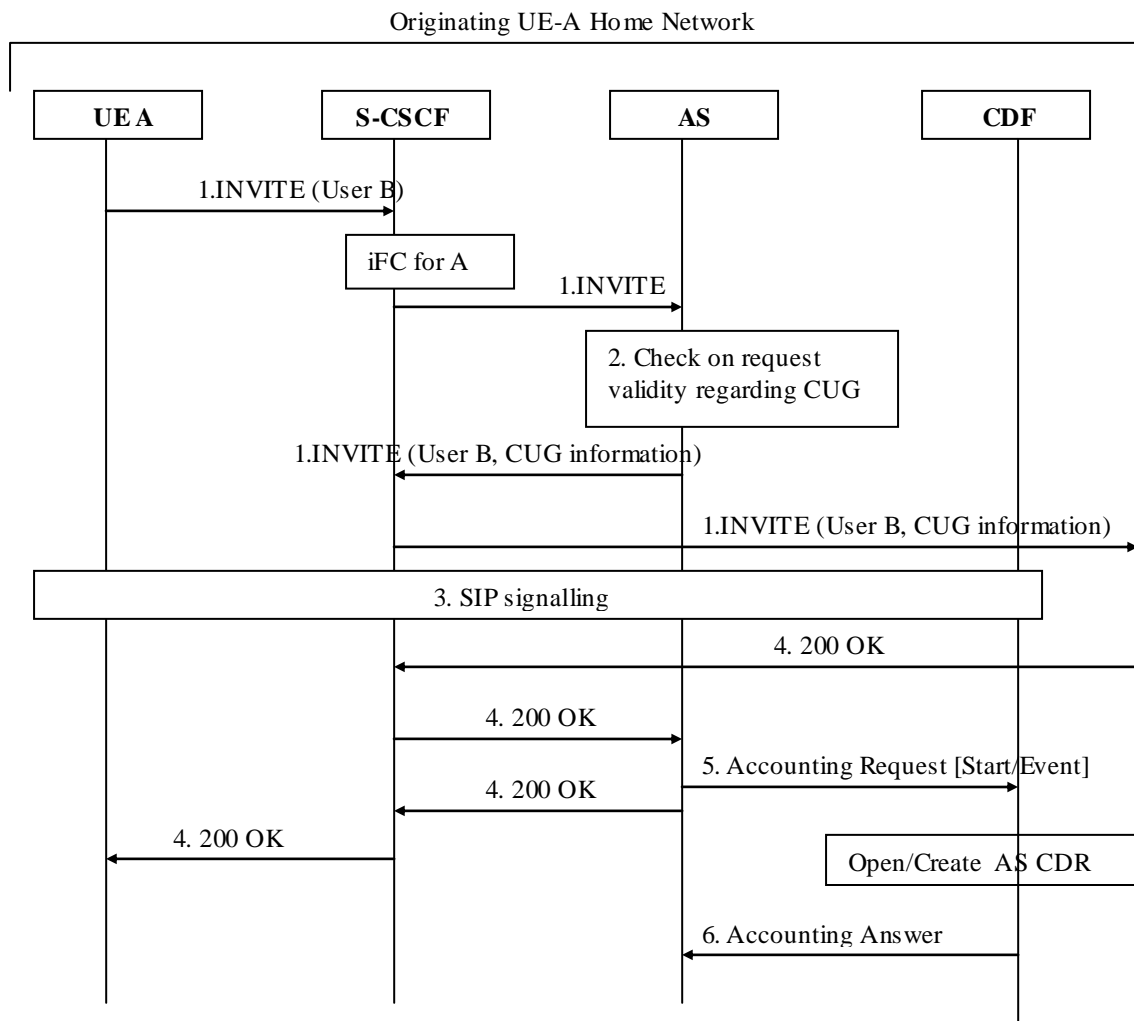 Originating UE-A Home Network
UE A
S-CSCF
AS
CDF
1.INVITE (User B)
iFC for A
1.INVITE
2. Check on request
validity regarding CUG
1.INVITE (User B, CUG information)
1.INVITE (User B, CUG information)
3. SIP signalling
4. 200 OK
4. 200 OK
5. Accounting Request [Start/Event]
4. 200 OK
4. 200 OK
Open/Create AS CDR
6. Accounting Answer